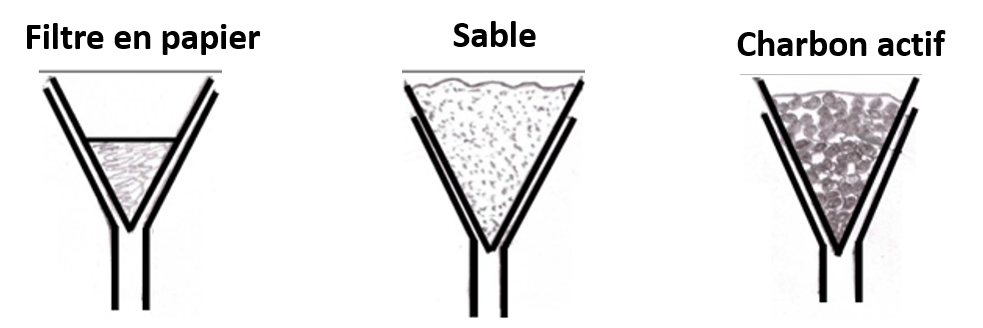 Filtre en papier
Sable
Charbon actif